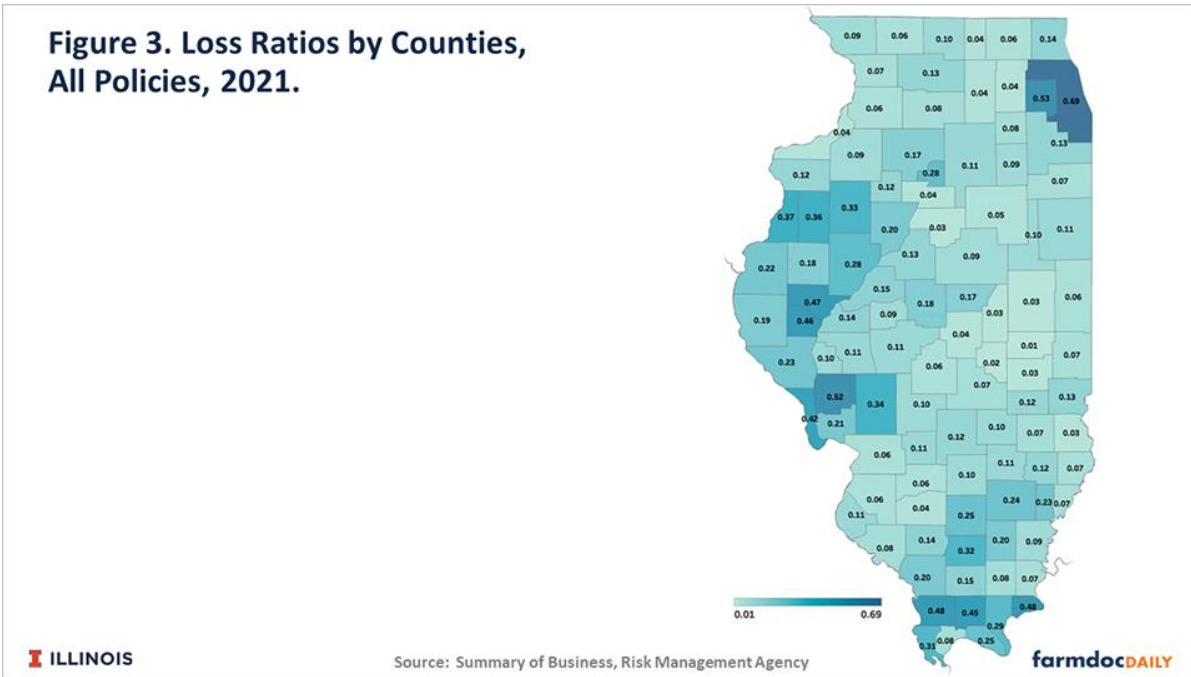 Figure 3. Loss Ratios by Counties,
All Policies, 2021.
0.09 0.06 0.10 0.04 0.06 0.14
0.07 0.13 0.04 0.04 0.53 0.69
0.06 0.08
0.04 0.08 0.13
0.09 0.17 0.11 0.09
0.12 0.28 0.07
0.12 0.04
0.37 0.36 0.33 0.05
0.20 0.03 0.10 0.11
0.22 0.18 0.28 0.13 0.09
0.15 0.17 0.03 0.06
0.47 0.18
0.19 0.46 0.14 0.09 0.03
0.04
0.23 0.10 0.11 0.11 0.01 0.07
0.06 0.02 0.03
0.07
0.52 0.34 0.10 0.12 0.13
0.42 0.21
0.06 0.11 0.12 0.10 0.07 0.03
0.06 0.10 0.11 0.12 0.07
0.06 0.04 0.24 0.23 0.07
0.11 0.25
0.08 0.14 0.32 0.20 0.09
0.20 0.15 0.08 0.07
0.48 0.45 0.48
0.29
0.31 0.08 0.25
0.01 0.69
ILLINOIS
Source: Summary of Business, Risk Management Agency
farmdocDAILY